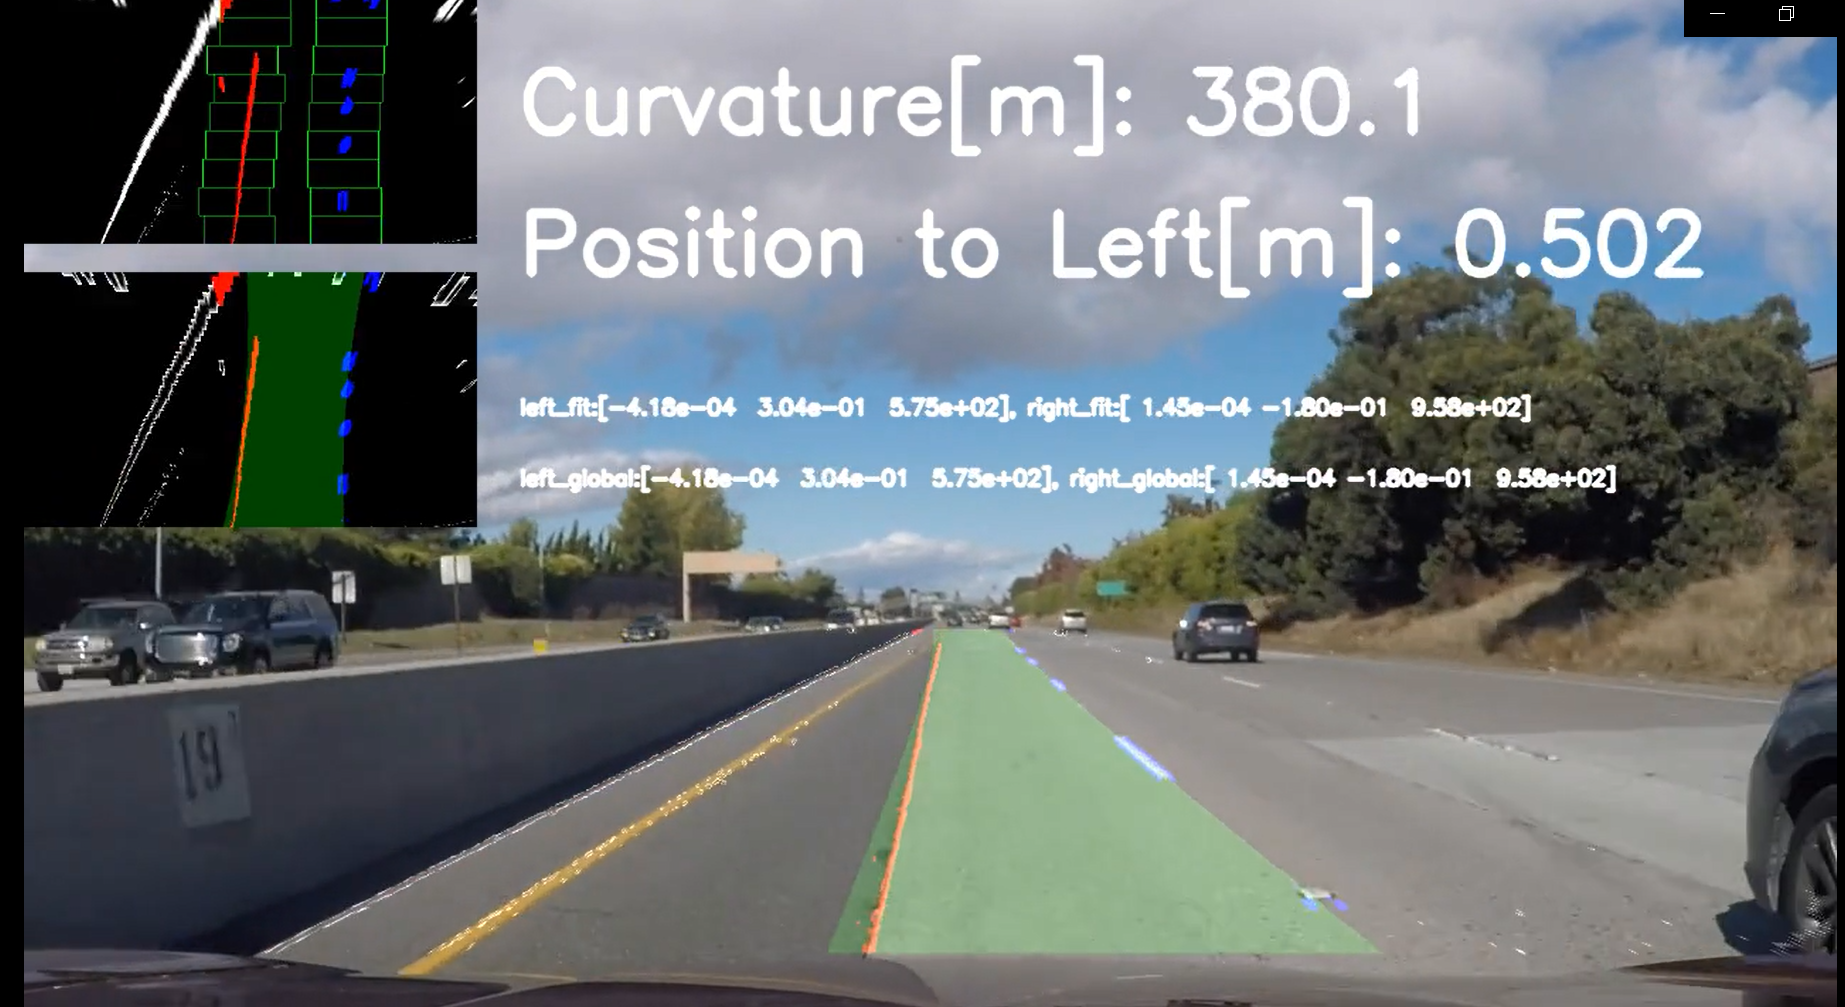 Curvature[m]: 380.1
Position to Left[m]: 0.502
left_fit:[-4.18e-04 3.04e-01 5.75e+02], right_fit:[ 1.45e-04 -1.80e-01 9.58e+02]
left_global:[-4.18e-04 3.04e-01 5.75e+02], right_global:[ 1.45e-04 -1.80e-01 9.58e+02]
19